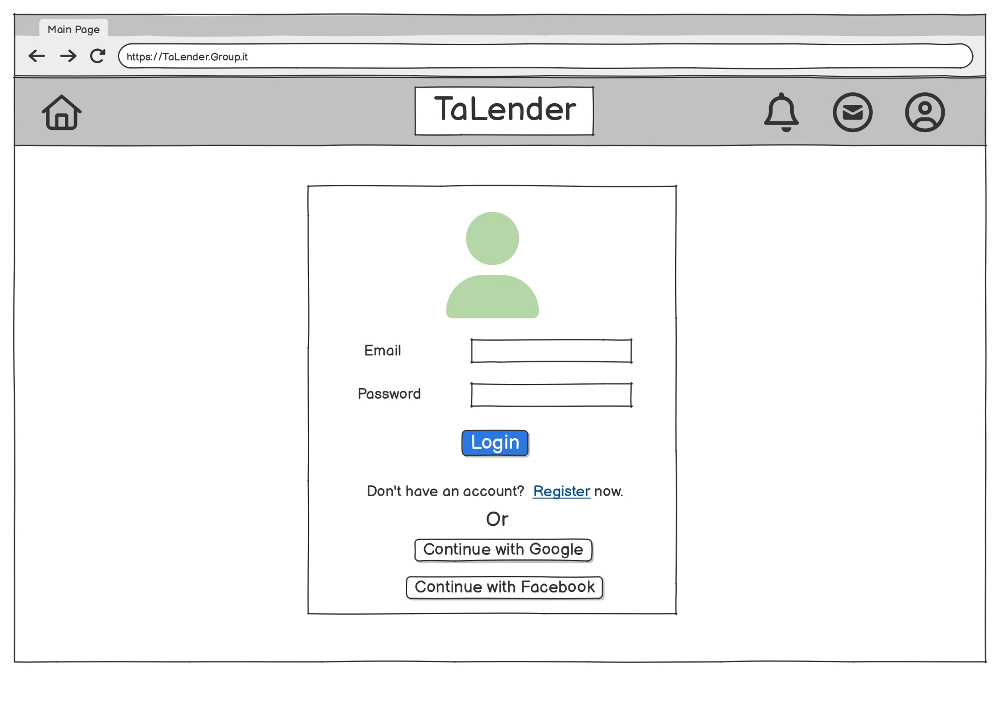 Main Page
https://TaLender.Group.it
TaLender
Email
Password
Login
Don't have an account? Register now.
Or
Continue with Google
Continue with Facebook